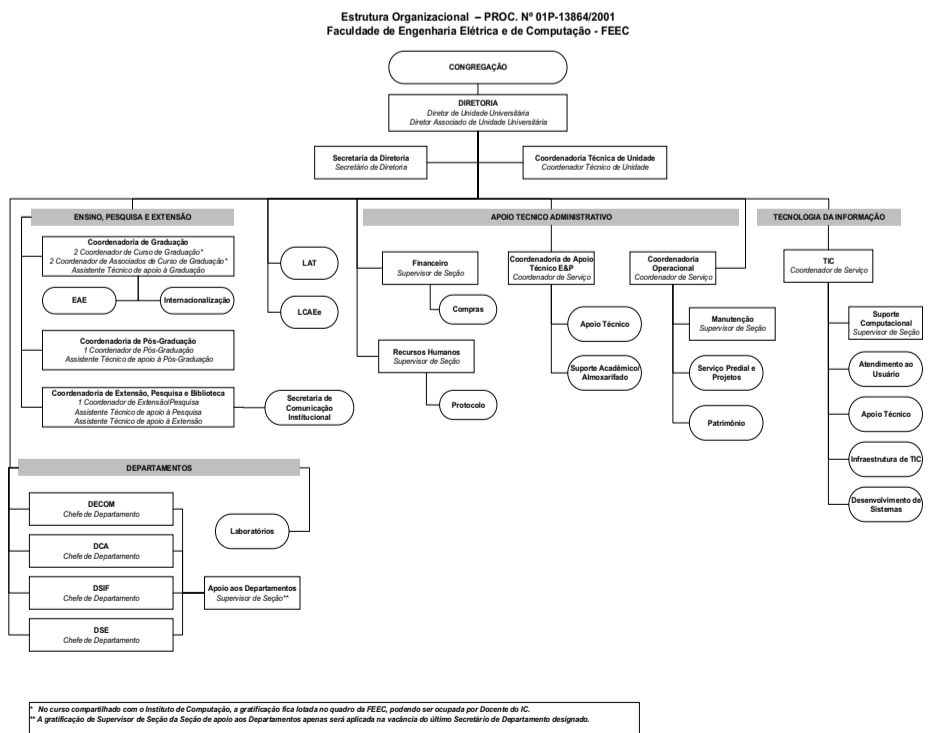 Estrutura Organizacional – PROC. Nº 01P-13864/2001
Faculdade de Engenharia Elétrica e de Computação - FEEC
CONGREGAÇÃO
DIRETORIA
Diretor de Unidade Universitária
Diretor Associado de Unidade Universitária
Secretaria da Diretoria
Secretário de Diretoria
Coordenadoria Técnica de Unidade
Coordenador Técnico de Unidade
ENSINO, PESQUISA E EXTENSÃO
Coordenadoria de Graduação
2 Coordenador de Curso de Graduação*
2 Coordenador de Associados de Curso de Graduação*
Assistente Técnico de apoio à Graduação
EAE
Internacionalização
Coordenadoria de Pós-Graduação
1 Coordenador de Pós-Graduação
Assistente Técnico de apoio à Pós-Graduação
Coordenadoria de Extensão, Pesquisa e Biblioteca
1 Coordenador de Extensão/Pesquisa
Assistente Técnico de apoio à Pesquisa
Assistente Técnico de apoio à Extensão
Secretaria de
Comunicação
Institucional
LAT
LCAEe
APOIO TECNICO ADMINISTRATIVO
Financeiro
Supervisor de Seção
Compras
Recursos Humanos
Supervisor de Seção
Protocolo
Coordenadoria de Apoio
Técnico E&P
Coordenador de Serviço
Apoio Técnico
Suporte Acadêmico/
Almoxarifado
Coordenadoria
Operacional
Coordenador de Serviço
Manutenção
Supervisor de Seção
Serviço Predial e
Projetos
Patrimônio
TECNOLOGIA DA INFORMAÇÃO
TIC
Coordenador de Serviço
Suporte
Computacional
Supervisor de Seção
Atendimento ao
Usuário
Apoio Técnico
Infraestrutura de TIC
Desenvolvimento de
Sistemas
DEPARTAMENTOS
DECOM
Chefe de Departamento
DCA
Chefe de Departamento
DSIF
Chefe de Departamento
DSE
Chefe de Departamento
Laboratórios
Apoio aos Departamentos
Supervisor de Seção**
* No curso compartilhado com o Instituto de Computação, a gratificação fica lotada no quadro da FEEC, podendo ser ocupada por Docente do IC.
** A gratificação de Supervisor de Seção da Seção de apoio aos Departamentos apenas será aplicada na vacância do último Secretário de Departamento designado.